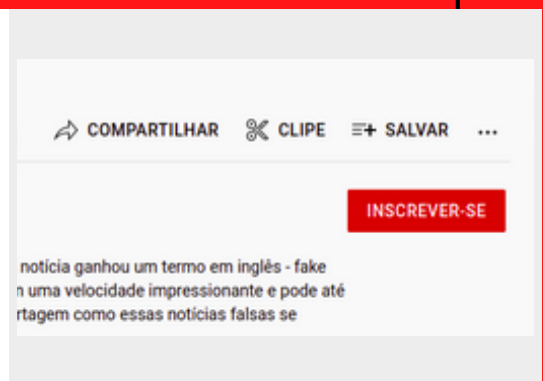 COMPARTILHAR CLIPE SALVAR ...
INSCREVER-SE
notícia ganhou um termo em inglês - fake
uma velocidade impressionante e pode até
rtagem como essas notícias falsas se